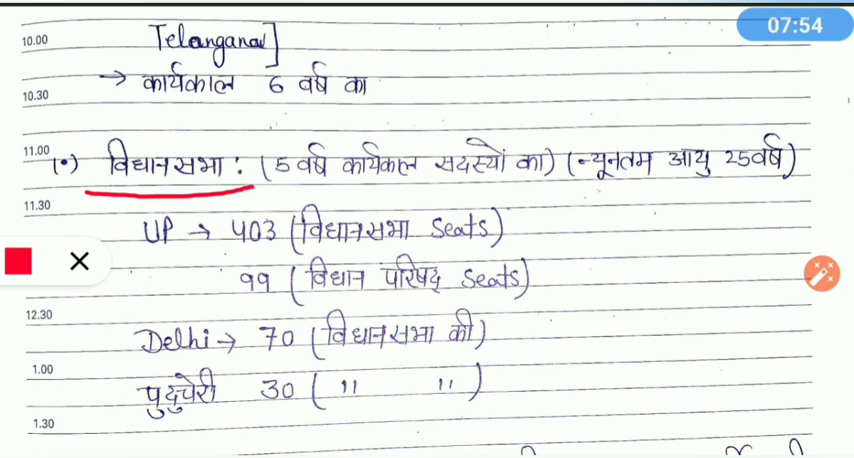 07:54
10.00 Telangana]
→ कार्यकाल 6 वर्ष का
10.30
11.00
(०) विधानसभा : (5 वर्ष कार्यकाल सदस्यों का) (न्यूनतम आयु 25वर्ष)
11.30
UP → 403 (विधानसभा Seats)
99 (विधान परिषद् Seats)
12.30
Delhi → 70 (विधानसभा की)
1.00
पुदुचेरी 30 ( " " )
1.30